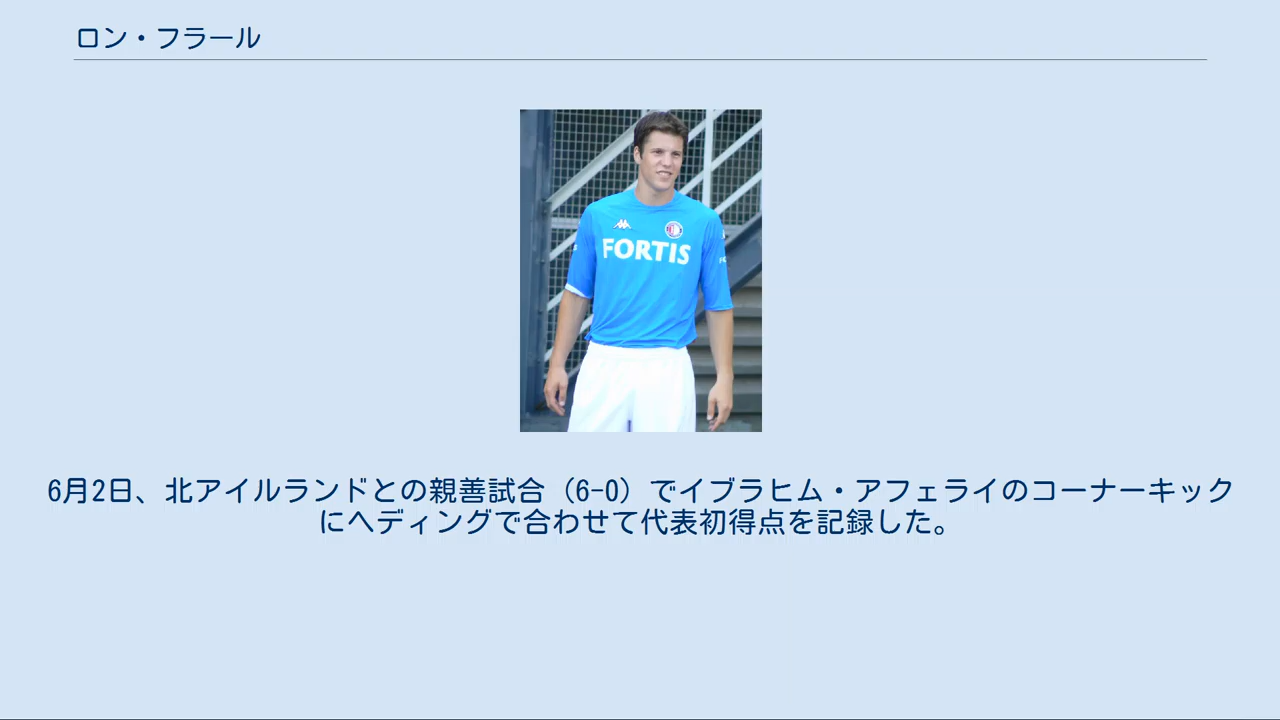 ロン・フラール
FORTIS
6月2日、北アイルランドとの親善試合（6-0）でイブラヒム・アフェライのコーナーキック
にヘディングで合わせて代表初得点を記録した。